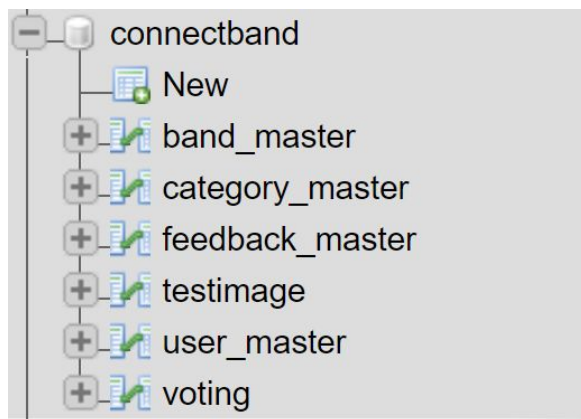 connectband
New
band_master
category_master
feedback_master
testimage
user_master
voting